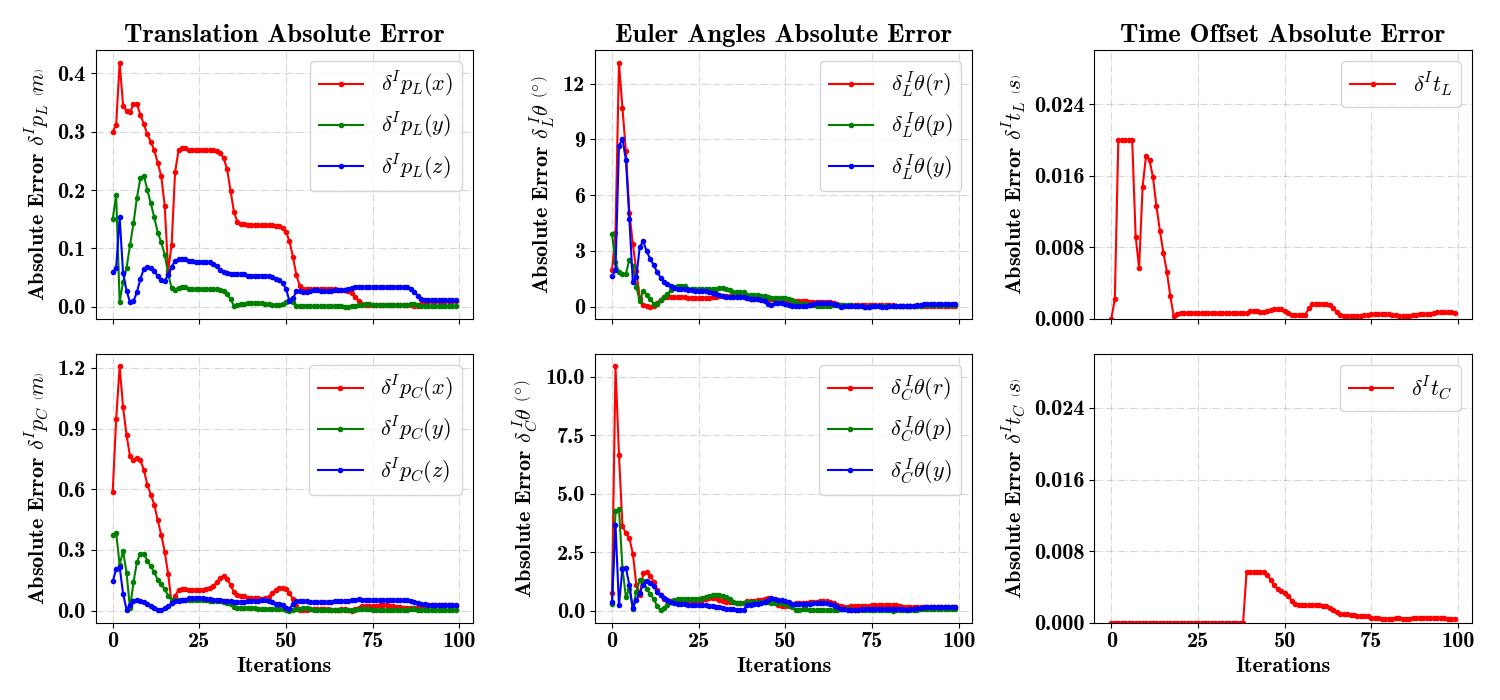 Translation Absolute Error
Absolute Error δ^I p_L (m)
0.4
0.3
0.2
0.1
0.0
δ^I p_L(x)
δ^I p_L(y)
δ^I p_L(z)
Euler Angles Absolute Error
Absolute Error δ^I_L θ (°)
12
9
6
3
0
δ^I_L θ(r)
δ^I_L θ(p)
δ^I_L θ(y)
Time Offset Absolute Error
Absolute Error δ^I t_L (s)
0.024
0.016
0.008
0.000
δ^I t_L
Absolute Error δ^I p_C (m)
1.2
0.9
0.6
0.3
0.0
δ^I p_C(x)
δ^I p_C(y)
δ^I p_C(z)
0 25 50 75 100
Iterations
Absolute Error δ^I_C θ (°)
10.0
7.5
5.0
2.5
0.0
δ^I_C θ(r)
δ^I_C θ(p)
δ^I_C θ(y)
0 25 50 75 100
Iterations
Absolute Error δ^I t_C (s)
0.024
0.016
0.008
0.000
δ^I t_C
0 25 50 75 100
Iterations